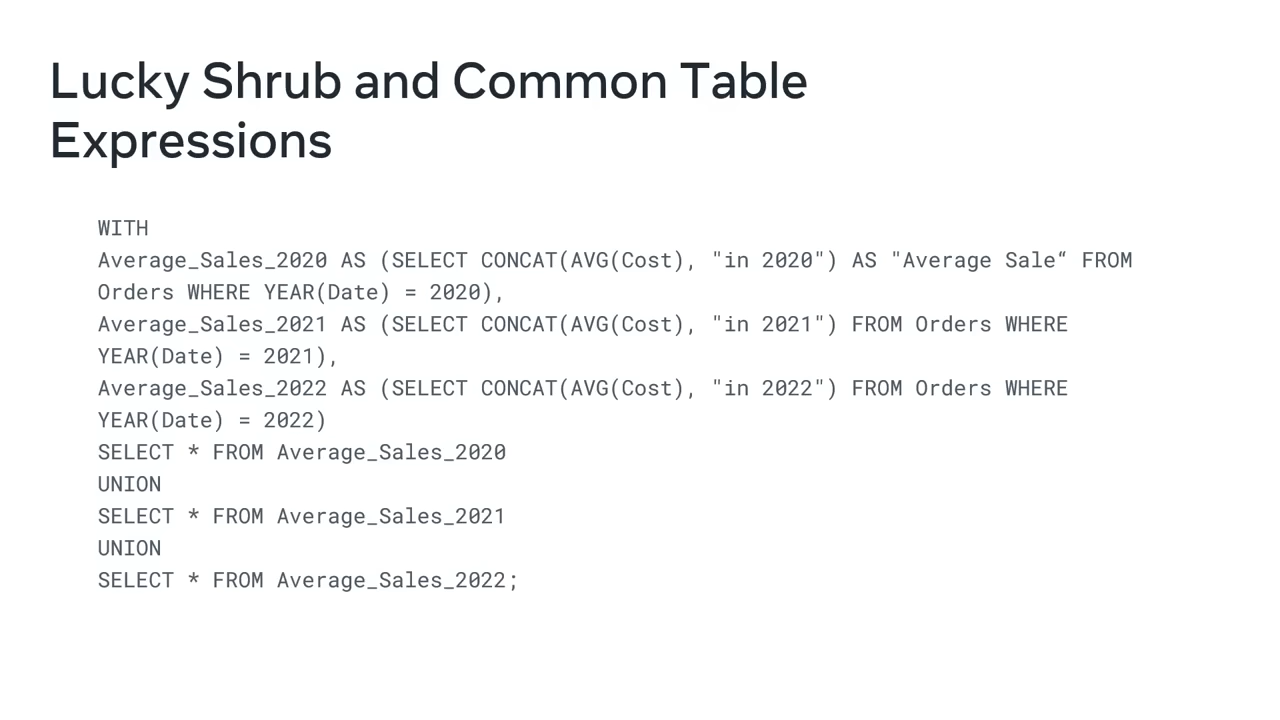 Lucky Shrub and Common Table
Expressions
WITH
Average_Sales_2020 AS (SELECT CONCAT(AVG(Cost), "in 2020") AS "Average Sale“ FROM
Orders WHERE YEAR(Date) = 2020),
Average_Sales_2021 AS (SELECT CONCAT(AVG(Cost), "in 2021") FROM Orders WHERE
YEAR(Date) = 2021),
Average_Sales_2022 AS (SELECT CONCAT(AVG(Cost), "in 2022") FROM Orders WHERE
YEAR(Date) = 2022)
SELECT * FROM Average_Sales_2020
UNION
SELECT * FROM Average_Sales_2021
UNION
SELECT * FROM Average_Sales_2022;